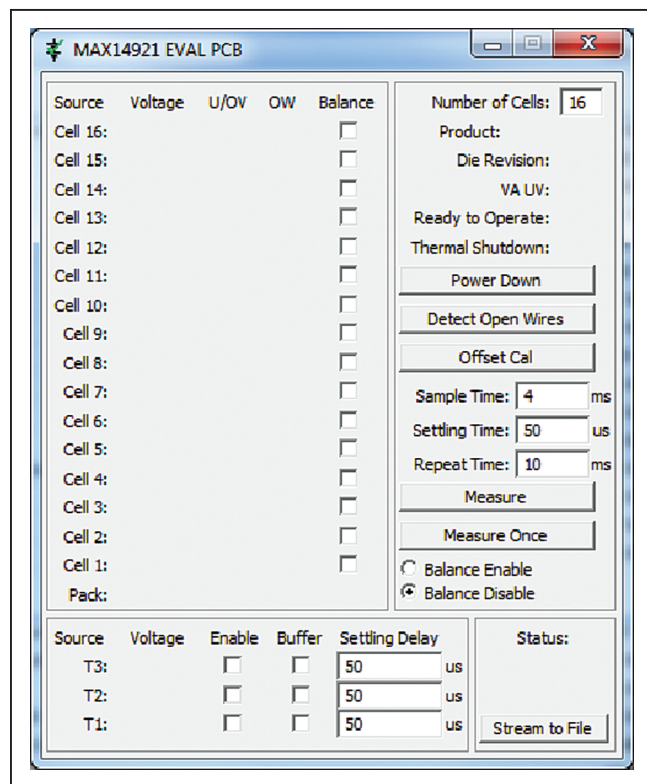 MAX14921 EVAL PCB
Source Voltage U/OV OW Balance
Cell 16:
Cell 15:
Cell 14:
Cell 13:
Cell 12:
Cell 11:
Cell 10:
Cell 9:
Cell 8:
Cell 7:
Cell 6:
Cell 5:
Cell 4:
Cell 3:
Cell 2:
Cell 1:
Pack:
Number of Cells: 16
Product:
Die Revision:
VA UV:
Ready to Operate:
Thermal Shutdown:
Power Down
Detect Open Wires
Offset Cal
Sample Time: 4 ms
Settling Time: 50 us
Repeat Time: 10 ms
Measure
Measure Once
Balance Enable
Balance Disable
Source Voltage Enable Buffer Settling Delay
T3: 50 us
T2: 50 us
T1: 50 us
Status:
Stream to File